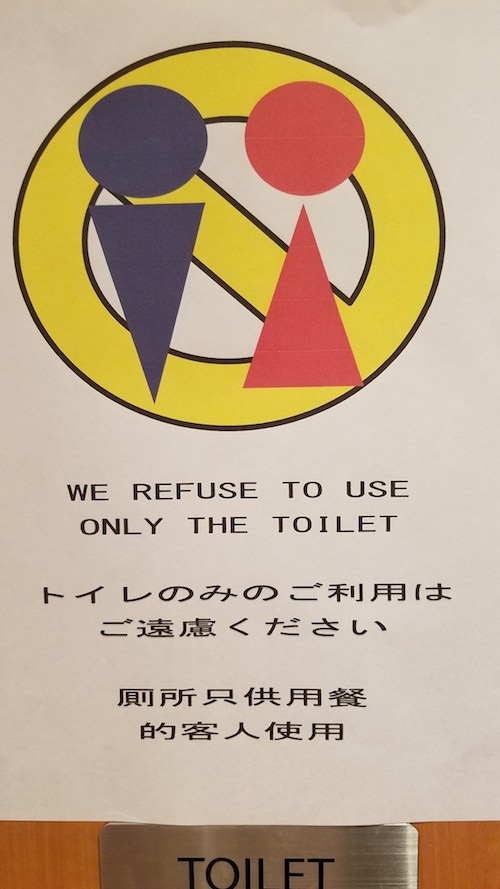 WE REFUSE TO USE
ONLY THE TOILET
トイレのみのご利用は
ご遠慮ください
厠所只供用餐
的客人使用
TOILET